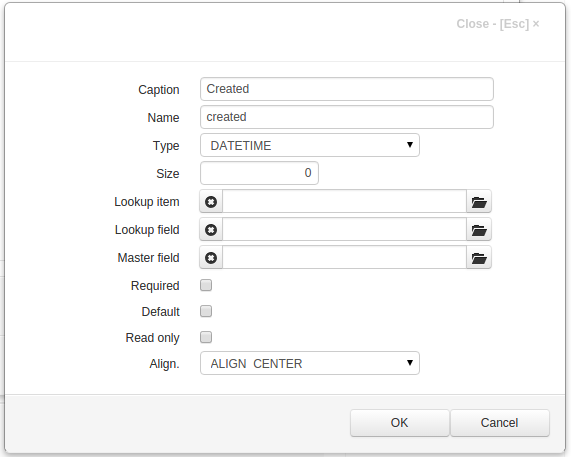 Close - [Esc] ×
Caption Created
Name created
Type DATETIME
Size 0
Lookup item
Lookup field
Master field
Required
Default
Read only
Align. ALIGN_CENTER
OK Cancel